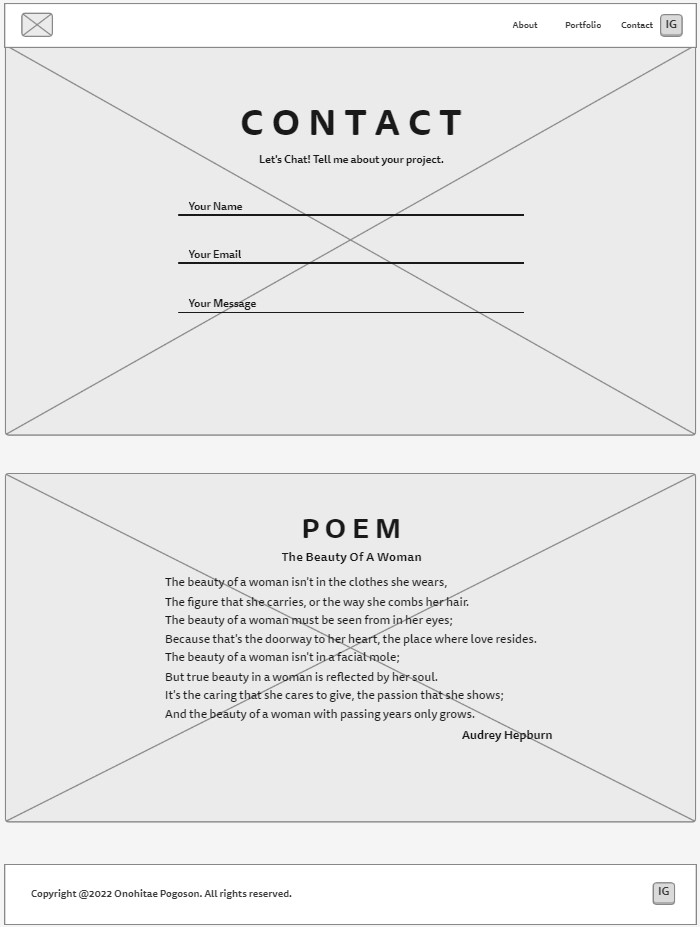 About Portfolio Contact IG
CONTACT
Let's Chat! Tell me about your project.
Your Name
Your Email
Your Message
POEM
The Beauty Of A Woman
The beauty of a woman isn't in the clothes she wears,
The figure that she carries, or the way she combs her hair.
The beauty of a woman must be seen from in her eyes;
Because that's the doorway to her heart, the place where love resides.
The beauty of a woman isn't in a facial mole;
But true beauty in a woman is reflected by her soul.
It's the caring that she cares to give, the passion that she shows;
And the beauty of a woman with passing years only grows.
Audrey Hepburn
Copyright @2022 Onohitae Pogoson. All rights reserved. IG